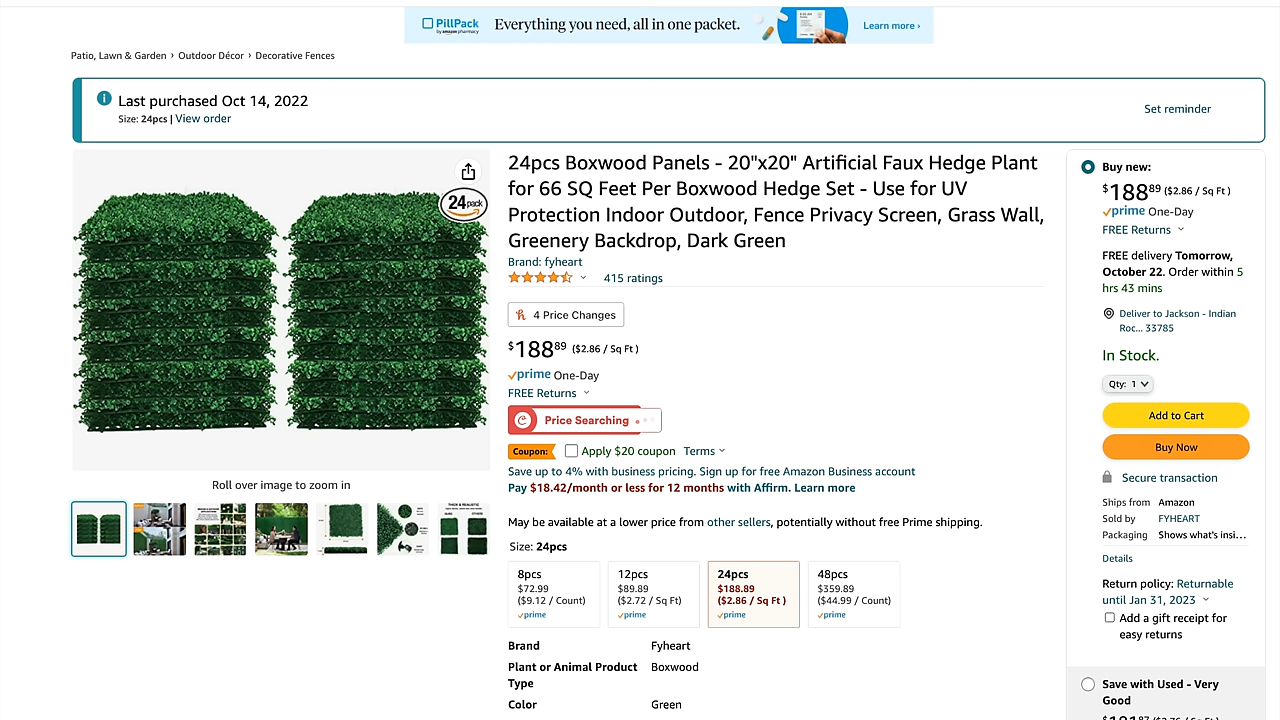 PillPack
by amazon pharmacy
Everything you need, all in one packet.
Learn more ›
Patio, Lawn & Garden › Outdoor Décor › Decorative Fences
Last purchased Oct 14, 2022
Size: 24pcs | View order
Set reminder
24 pack
Roll over image to zoom in
24pcs Boxwood Panels - 20"x20" Artificial Faux Hedge Plant
for 66 SQ Feet Per Boxwood Hedge Set - Use for UV
Protection Indoor Outdoor, Fence Privacy Screen, Grass Wall,
Greenery Backdrop, Dark Green
Brand: fyheart
415 ratings
4 Price Changes
$188 89 ($2.86 / Sq Ft )
prime One-Day
FREE Returns
Price Searching
Coupon: Apply $20 coupon Terms
Save up to 4% with business pricing. Sign up for free Amazon Business account
Pay $18.42/month or less for 12 months with Affirm. Learn more
May be available at a lower price from other sellers, potentially without free Prime shipping.
Size: 24pcs
8pcs
$72.99
($9.12 / Count)
prime
12pcs
$89.89
($2.72 / Sq Ft)
prime
24pcs
$188.89
($2.86 / Sq Ft )
prime
48pcs
$359.89
($44.99 / Count)
prime
Brand Fyheart
Plant or Animal Product Boxwood
Type
Color Green
Buy new:
$188 89 ($2.86 / Sq Ft )
prime One-Day
FREE Returns
FREE delivery Tomorrow,
October 22. Order within 5
hrs 43 mins
Deliver to Jackson - Indian
Roc... 33785
In Stock.
Qty: 1
Add to Cart
Buy Now
Secure transaction
Ships from Amazon
Sold by FYHEART
Packaging Shows what's insi...
Details
Return policy: Returnable
until Jan 31, 2023
Add a gift receipt for
easy returns
Save with Used - Very
Good